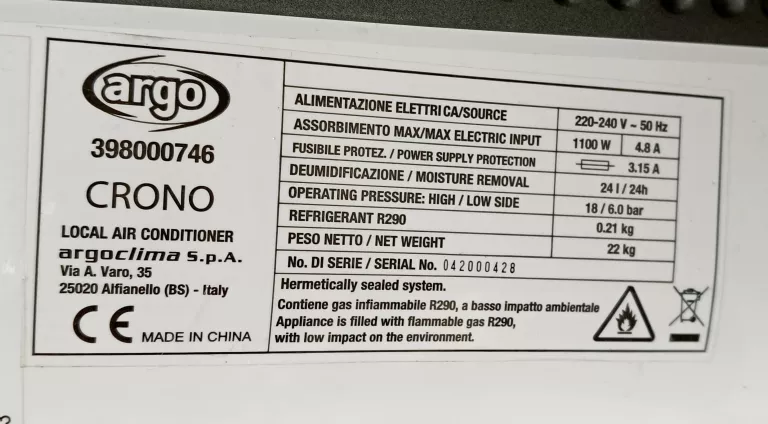 argo
398000746
CRONO
LOCAL AIR CONDITIONER
argoclima S.p.A.
Via A. Varo, 35
25020 Alfianello (BS) - Italy
CE MADE IN CHINA
ALIMENTAZIONE ELETTRICA/SOURCE 220-240 V ~ 50 Hz
ASSORBIMENTO MAX/MAX ELECTRIC INPUT 1100 W 4.8 A
FUSIBILE PROTEZ. / POWER SUPPLY PROTECTION 3.15 A
DEUMIDIFICAZIONE / MOISTURE REMOVAL 24 l / 24h
OPERATING PRESSURE: HIGH / LOW SIDE 18 / 6.0 bar
REFRIGERANT R290 0.21 kg
PESO NETTO / NET WEIGHT 22 kg
No. DI SERIE / SERIAL No. 042000428
Hermetically sealed system.
Contiene gas infiammabile R290, a basso impatto ambientale
Appliance is filled with flammable gas R290,
with low impact on the environment.